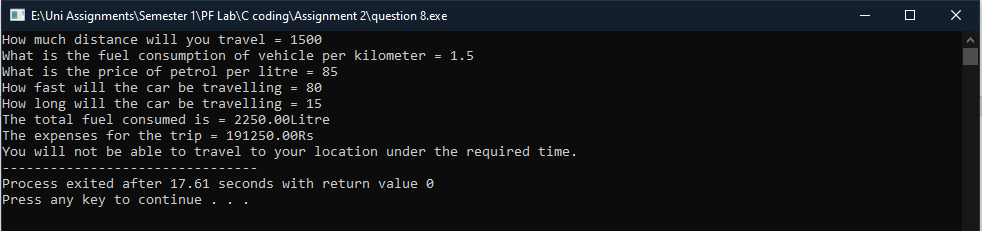 E:\Uni Assignments\Semester 1\PF Lab\C coding\Assignment 2\question 8.exe
How much distance will you travel = 1500
What is the fuel consumption of vehicle per kilometer = 1.5
What is the price of petrol per litre = 85
How fast will the car be travelling = 80
How long will the car be travelling = 15
The total fuel consumed is = 2250.00Litre
The expenses for the trip = 191250.00Rs
You will not be able to travel to your location under the required time.
--------------------------------
Process exited after 17.61 seconds with return value 0
Press any key to continue . . .